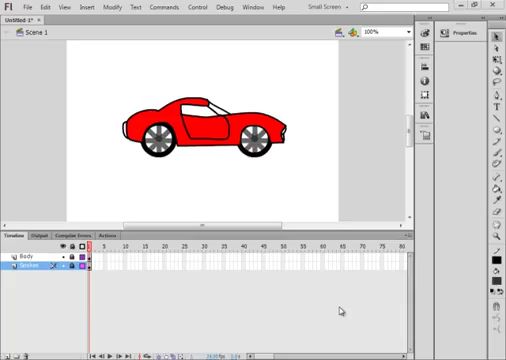 Fl File Edit View Insert Modify Text Commands Control Debug Window Help Small Screen
Untitled-1*
Scene 1 100%
Properties
Timeline Output Compiler Errors Actions
5 10 15 20 25 30 35 40 45 50 55 60 65 70 75 80
Body
Spokes
1